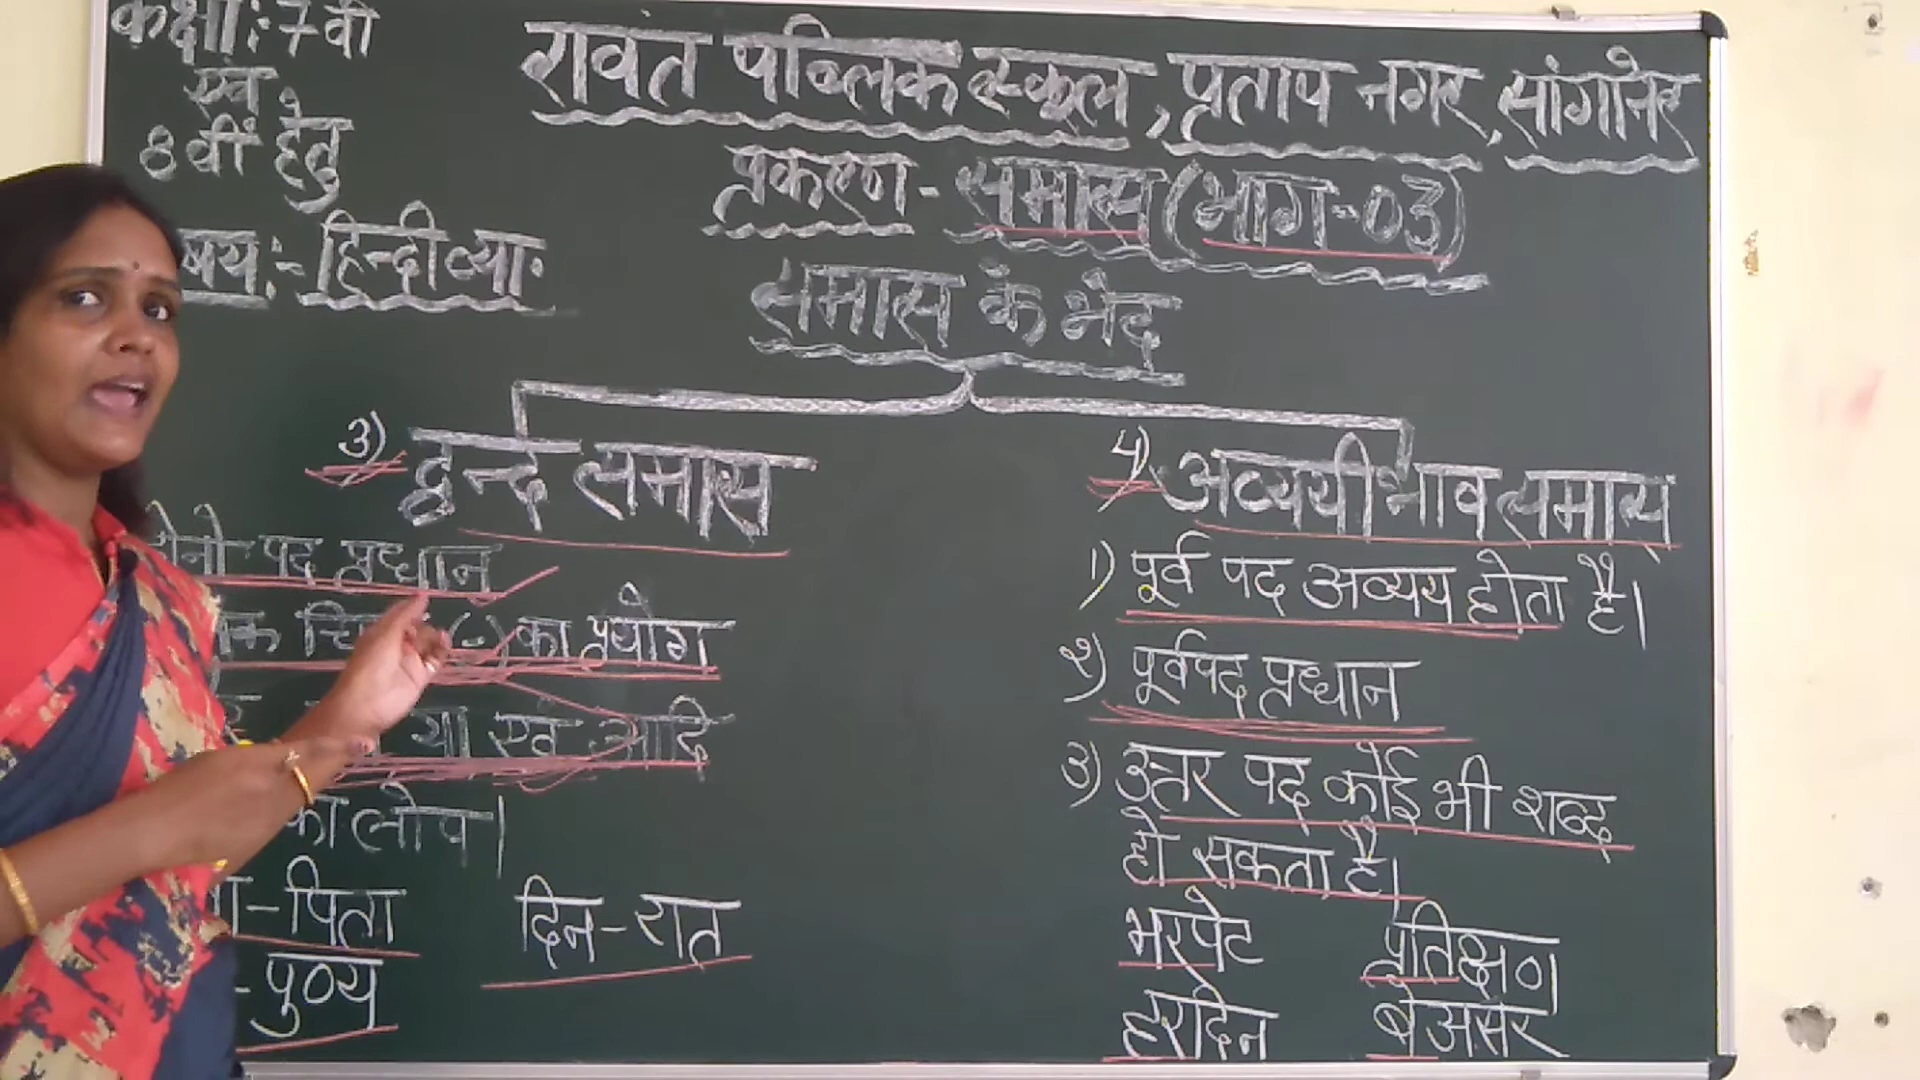 कक्षा: 7वी
एवं
8वीं हेतु
षय:- हिन्दी व्या॰
रावंत पब्लिक स्कूल, प्रताप नगर, सांगानेर
प्रकरण - समास (भाग-03)
समास के भेद
3) द्वन्द समास
दोनो पद प्रधान
क चि (-) का प्रयोग
या एवं आदि
का लोप।
-पिता दिन-रात
-पुण्य
4) अव्ययीभाव समास
1) पूर्व पद अव्यय होता है।
२) पूर्वपद प्रधान
3) उत्तर पद कोई भी शब्द
हो सकता है।
भरपेट प्रतिक्षण
हरदिन बेअसर